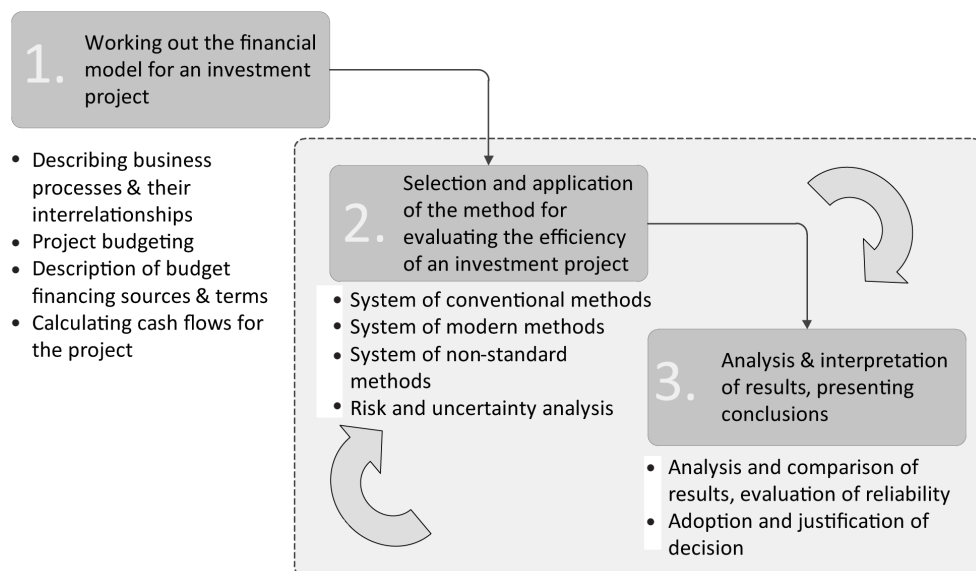 1.
Working out the financial
model for an investment
project
• Describing business
processes & their
interrelationships
• Project budgeting
• Description of budget
financing sources & terms
• Calculating cash flows for
the project
2.
Selection and application
of the method for
evaluating the efficiency
of an investment project
• System of conventional methods
• System of modern methods
• System of non-standard
methods
• Risk and uncertainty analysis
3.
Analysis & interpretation
of results, presenting
conclusions
• Analysis and comparison of
results, evaluation of reliability
• Adoption and justification of
decision